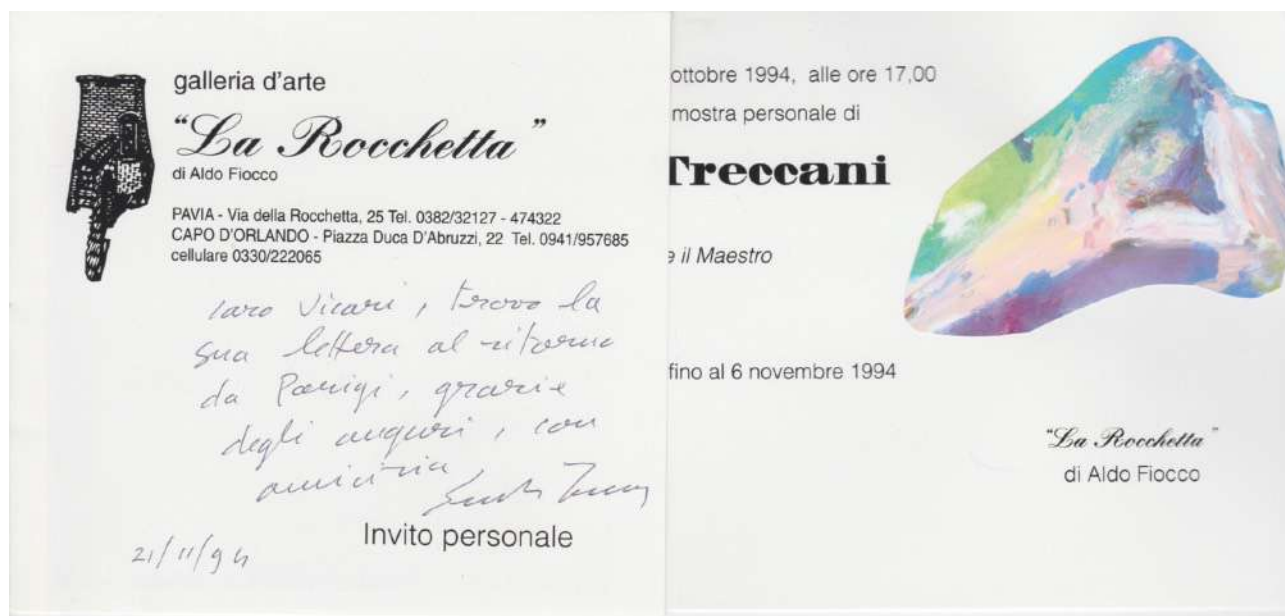 galleria d'arte
"La Rocchetta"
di Aldo Fiocco
PAVIA - Via della Rocchetta, 25 Tel. 0382/32127 - 474322
CAPO D'ORLANDO - Piazza Duca D'Abruzzi, 22 Tel. 0941/957685
cellulare 0330/222065
caro Vicari, trovo la
sua lettera al ritorno
da Parigi, grazie
degli auguri, con
amicizia,
Invito personale
21/11/94
ottobre 1994, alle ore 17,00
mostra personale di
Treccani
e il Maestro
fino al 6 novembre 1994
"La Rocchetta"
di Aldo Fiocco